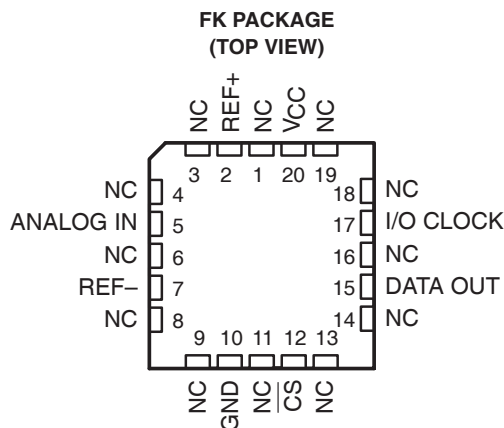 FK PACKAGE
(TOP VIEW)
NC
REF+
NC
VCC
NC
3 2 1 20 19
NC 4
ANALOG IN 5
NC 6
REF– 7
NC 8
18 NC
17 I/O CLOCK
16 NC
15 DATA OUT
14 NC
9 10 11 12 13
NC
GND
NC
CS
NC